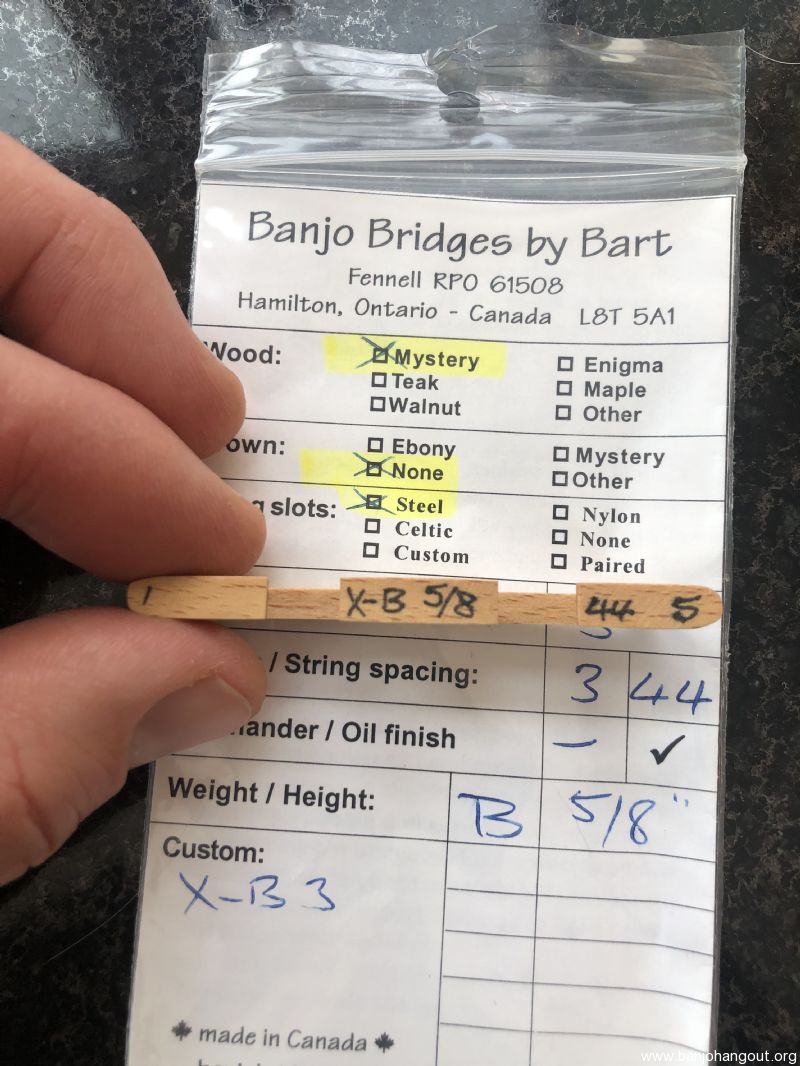 Banjo Bridges by Bart
Fennell RPO 61508
Hamilton, Ontario - Canada L8T 5A1
Wood: Mystery Enigma
Teak Maple
Walnut Other
own: Ebony Mystery
None Other
g slots: Steel Nylon
Celtic None
Custom Paired
1 X-B 5/8 44 5
/ String spacing: 3 44
ander / Oil finish – ✓
Weight / Height: B 5/8"
Custom:
X-B 3
made in Canada
www.banjohangout.org